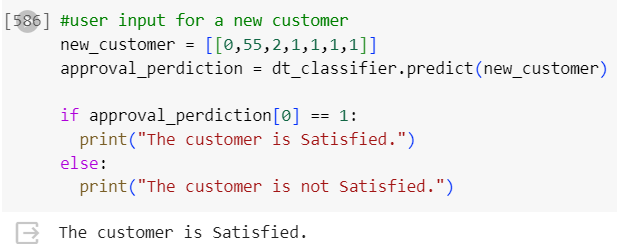 [586] #user input for a new customer
new_customer = [[0,55,2,1,1,1,1]]
approval_perdiction = dt_classifier.predict(new_customer)
if approval_perdiction[0] == 1:
print("The customer is Satisfied.")
else:
print("The customer is not Satisfied.")
The customer is Satisfied.